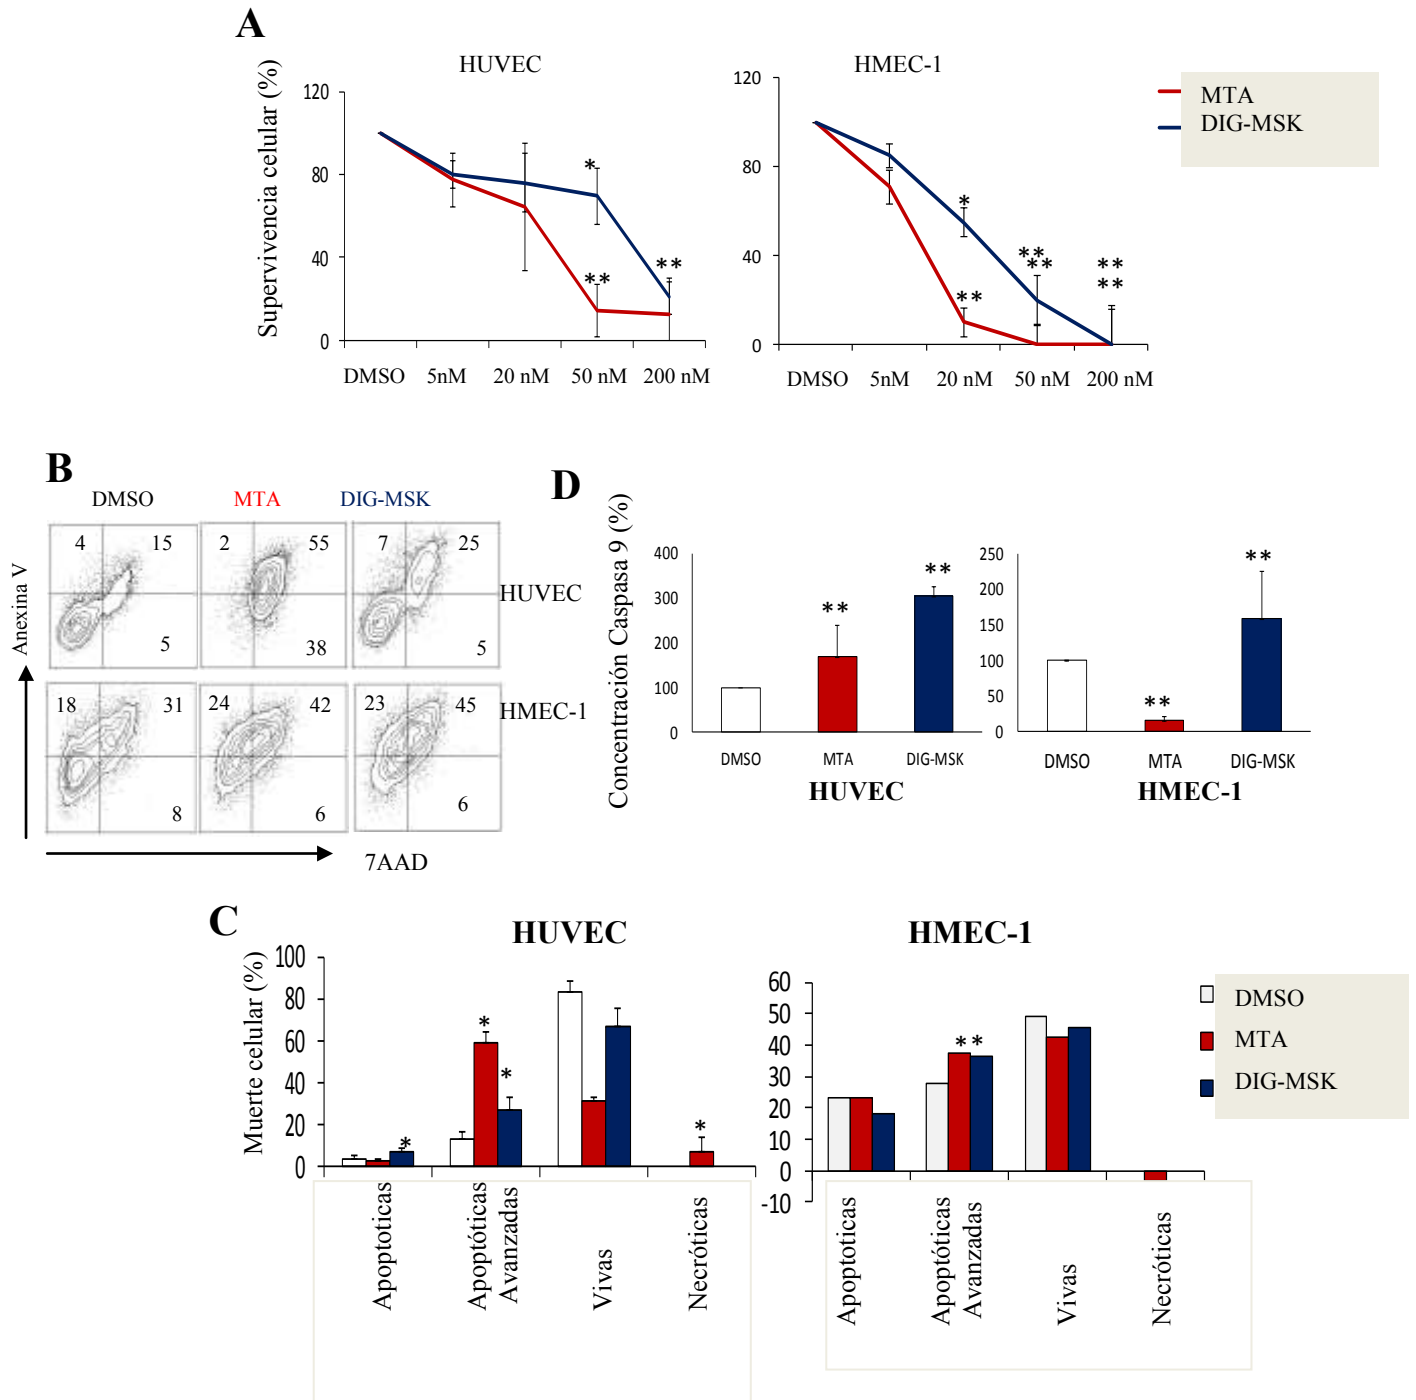 A
HUVEC
HMEC-1
MTA
DIG-MSK
Supervivencia celular (%)
120
80
40
0
DMSO 5nM 20 nM 50 nM 200 nM
*
**
**
120
80
40
0
DMSO 5nM 20 nM 50 nM 200 nM
*
**
**
**
**
**
B
DMSO MTA DIG-MSK
Anexina V
4 15
5
2 55
38
7 25
5
HUVEC
18 31
8
24 42
6
23 45
6
HMEC-1
7AAD
D
Concentración Caspasa 9 (%)
400
300
200
100
0
**
**
DMSO MTA DIG-MSK
HUVEC
250
200
150
100
50
0
**
**
DMSO MTA DIG-MSK
HMEC-1
C
HUVEC
HMEC-1
Muerte celular (%)
100
80
60
40
20
0
*
*
*
*
Apoptoticas
Apoptóticas
Avanzadas
Vivas
Necróticas
60
50
40
30
20
10
0
-10
**
Apoptoticas
Apoptóticas
Avanzadas
Vivas
Necróticas
DMSO
MTA
DIG-MSK